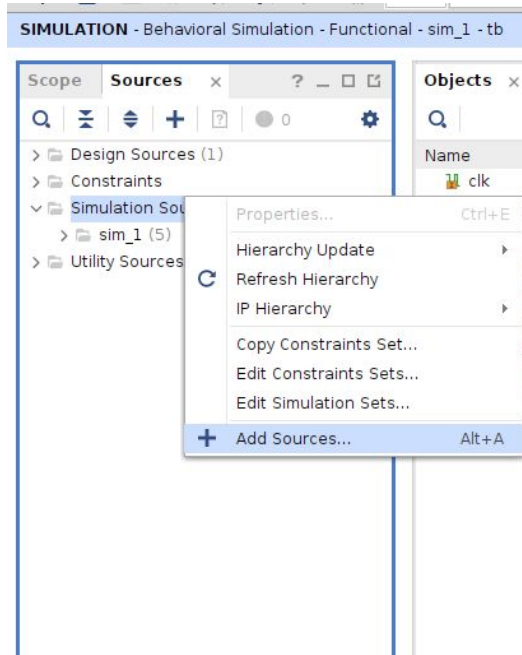 SIMULATION - Behavioral Simulation - Functional - sim_1 - tb
Scope Sources × ? _
0
Design Sources (1)
Constraints
Simulation Sou
sim_1 (5)
Utility Sources
Properties... Ctrl+E
Hierarchy Update
Refresh Hierarchy
IP Hierarchy
Copy Constraints Set...
Edit Constraints Sets...
Edit Simulation Sets...
Add Sources... Alt+A
Objects ×
Name
clk